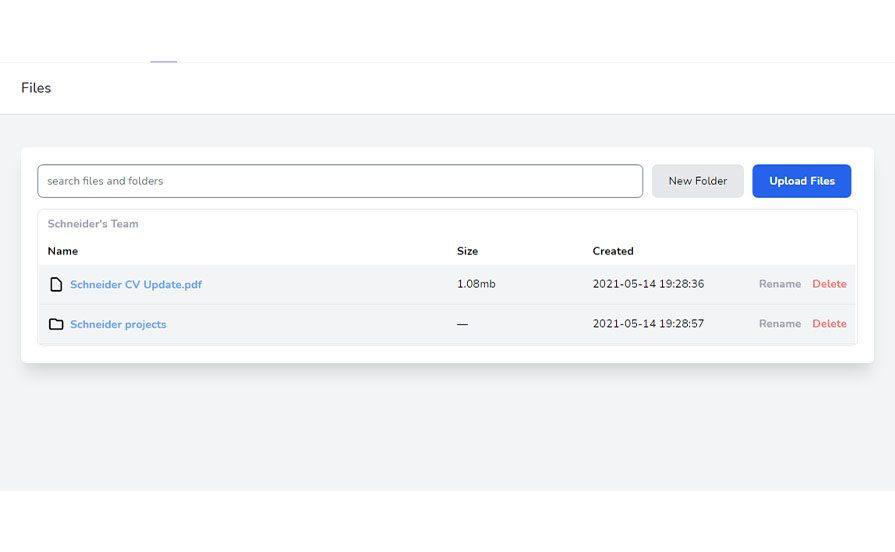 Files
search files and folders New Folder Upload Files
Schneider's Team
Name Size Created
Schneider CV Update.pdf 1.08mb 2021-05-14 19:28:36 Rename Delete
Schneider projects — 2021-05-14 19:28:57 Rename Delete